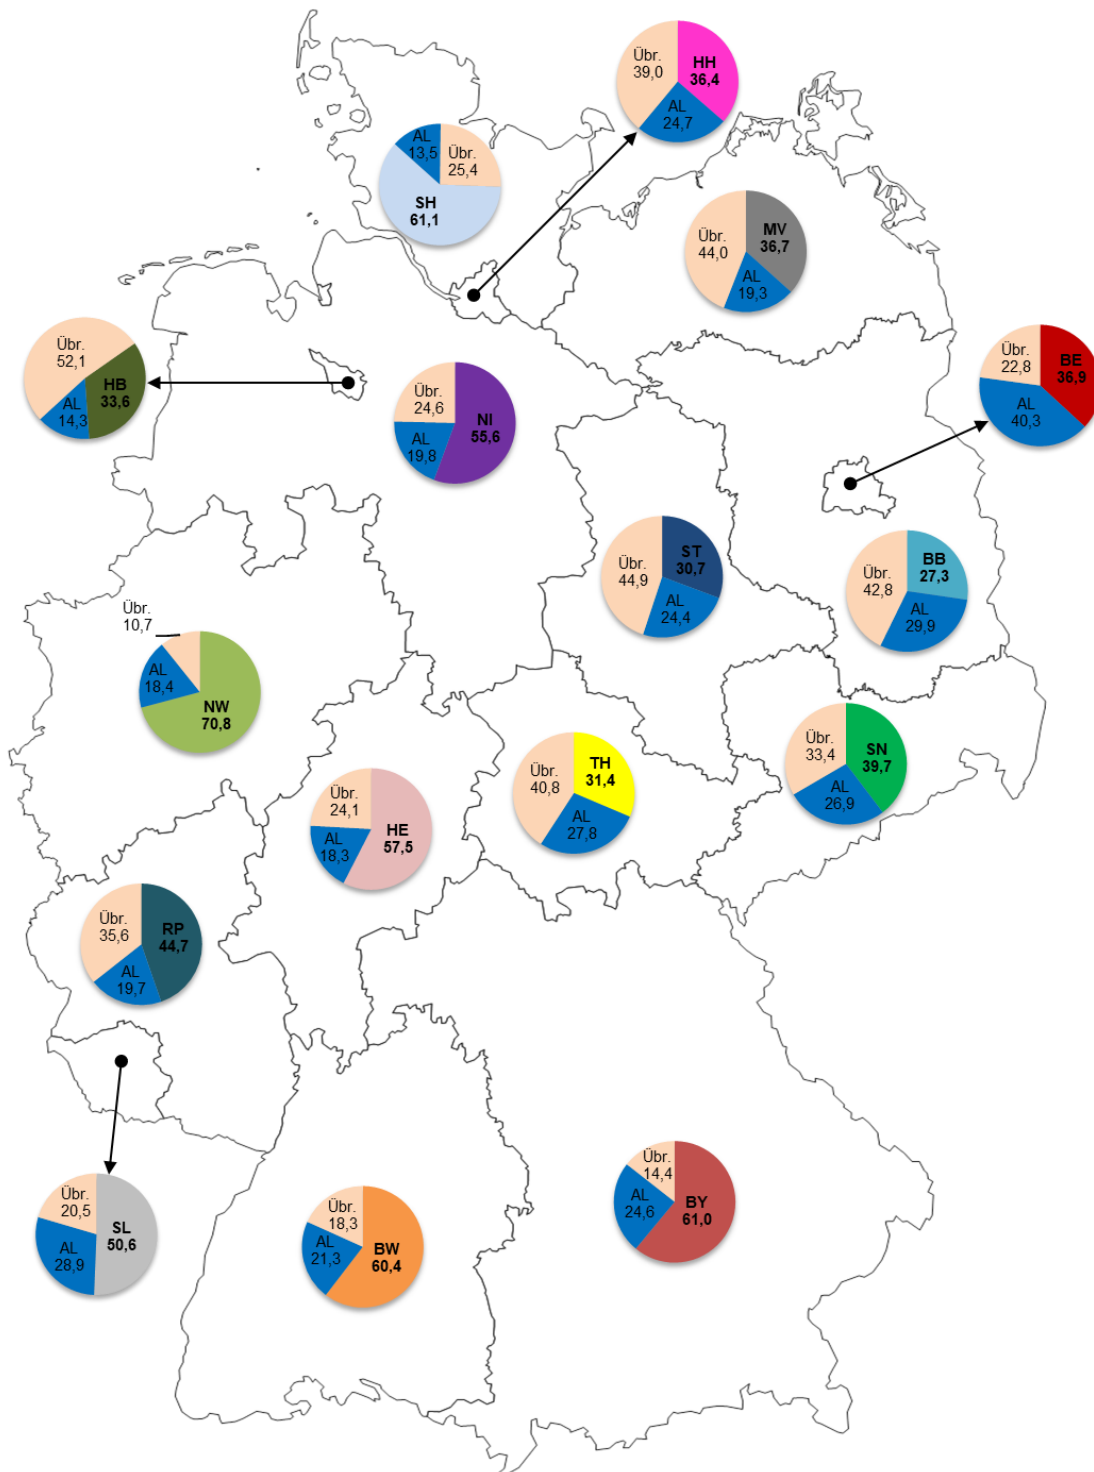 Übr.
39,0
HH
36,4
AL
24,7
AL
13,5
Übr.
25,4
SH
61,1
Übr.
44,0
MV
36,7
AL
19,3
Übr.
52,1
HB
33,6
AL
14,3
Übr.
22,8
BE
36,9
AL
40,3
Übr.
24,6
NI
55,6
AL
19,8
Übr.
44,9
ST
30,7
AL
24,4
Übr.
42,8
BB
27,3
AL
29,9
Übr.
10,7
AL
18,4
NW
70,8
Übr.
33,4
SN
39,7
AL
26,9
Übr.
40,8
TH
31,4
AL
27,8
Übr.
24,1
HE
57,5
AL
18,3
Übr.
35,6
RP
44,7
AL
19,7
Übr.
20,5
SL
50,6
AL
28,9
Übr.
18,3
AL
21,3
BW
60,4
Übr.
14,4
AL
24,6
BY
61,0